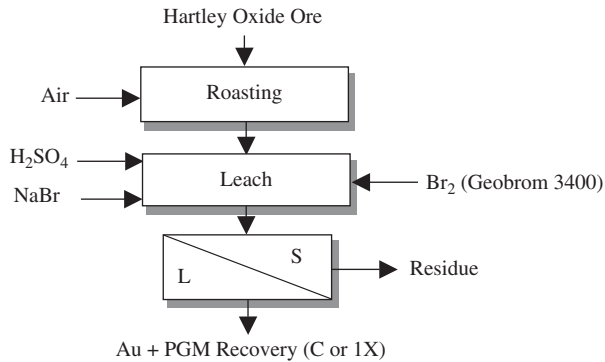 Hartley Oxide Ore
Air
Roasting
H₂SO₄
NaBr
Leach
Br₂ (Geobrom 3400)
L
S
Residue
Au + PGM Recovery (C or 1X)